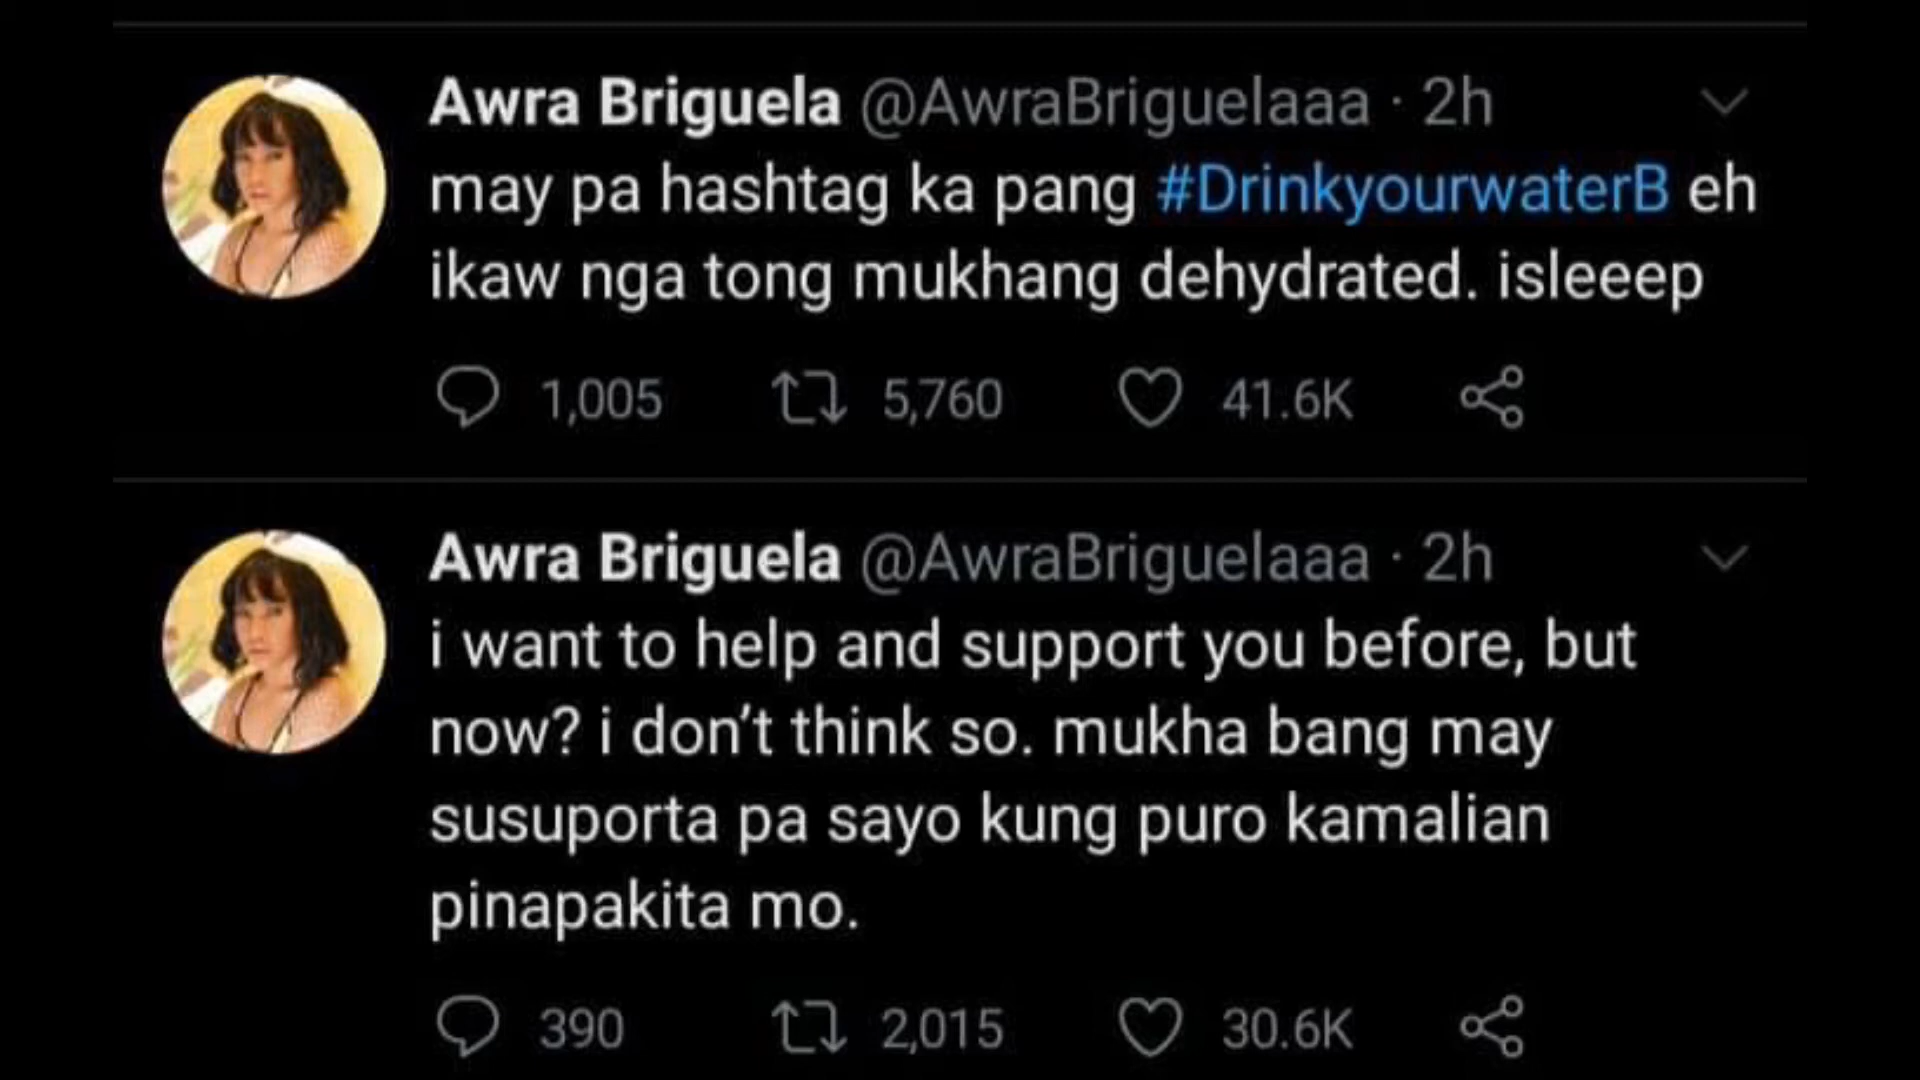 Awra Briguela @AwraBriguelaaa · 2h
may pa hashtag ka pang #DrinkyourwaterB eh
ikaw nga tong mukhang dehydrated. isleeep
1,005 5,760 41.6K
Awra Briguela @AwraBriguelaaa · 2h
i want to help and support you before, but
now? i don’t think so. mukha bang may
susuporta pa sayo kung puro kamalian
pinapakita mo.
390 2,015 30.6K